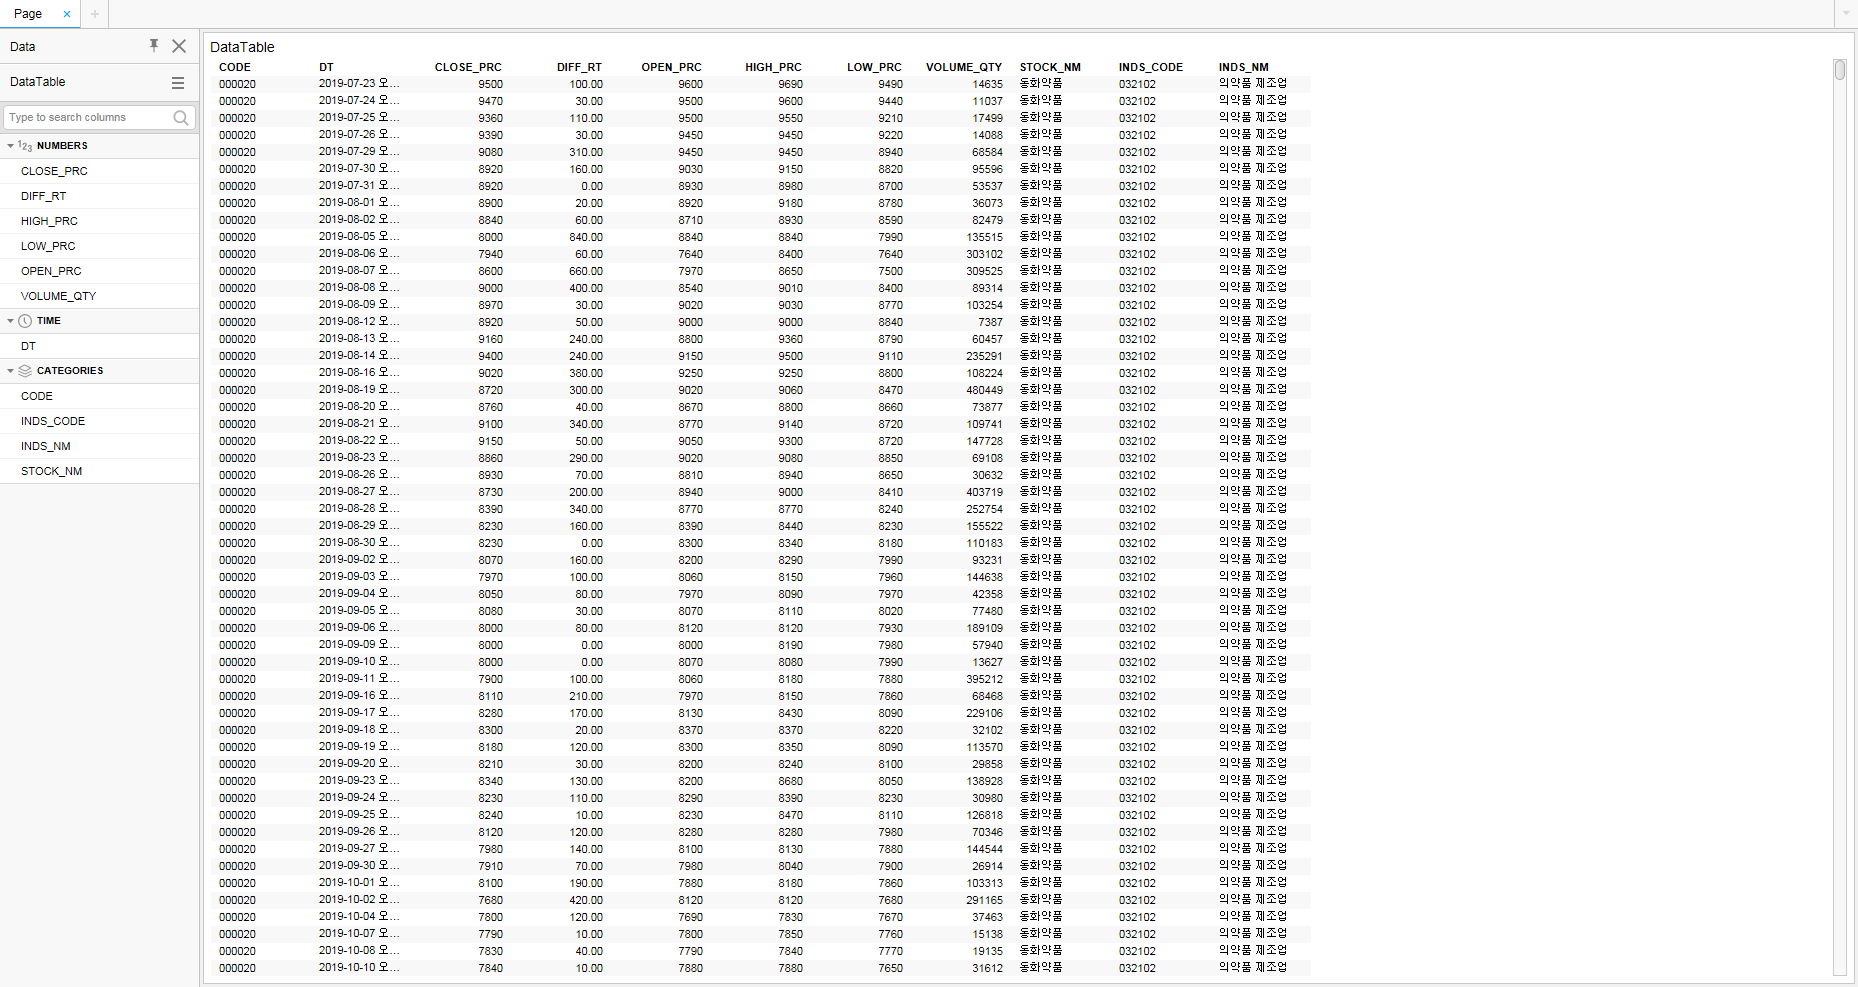 Page
Data
DataTable
Type to search columns
123 NUMBERS
CLOSE_PRC
DIFF_RT
HIGH_PRC
LOW_PRC
OPEN_PRC
VOLUME_QTY
TIME
DT
CATEGORIES
CODE
INDS_CODE
INDS_NM
STOCK_NM
DataTable
CODE DT CLOSE_PRC DIFF_RT OPEN_PRC HIGH_PRC LOW_PRC VOLUME_QTY STOCK_NM INDS_CODE INDS_NM
000020 2019-07-23 오... 9500 100.00 9600 9690 9490 14635 동화약품 032102 의약품 제조업
000020 2019-07-24 오... 9470 30.00 9500 9600 9440 11037 동화약품 032102 의약품 제조업
000020 2019-07-25 오... 9360 110.00 9500 9550 9210 17499 동화약품 032102 의약품 제조업
000020 2019-07-26 오... 9390 30.00 9450 9450 9220 14088 동화약품 032102 의약품 제조업
000020 2019-07-29 오... 9080 310.00 9450 9450 8940 68584 동화약품 032102 의약품 제조업
000020 2019-07-30 오... 8920 160.00 9030 9150 8820 95596 동화약품 032102 의약품 제조업
000020 2019-07-31 오... 8920 0.00 8930 8980 8700 53537 동화약품 032102 의약품 제조업
000020 2019-08-01 오... 8900 20.00 8920 9180 8780 36073 동화약품 032102 의약품 제조업
000020 2019-08-02 오... 8840 60.00 8710 8930 8590 82479 동화약품 032102 의약품 제조업
000020 2019-08-05 오... 8000 840.00 8840 8840 7990 135515 동화약품 032102 의약품 제조업
000020 2019-08-06 오... 7940 60.00 7640 8400 7640 303102 동화약품 032102 의약품 제조업
000020 2019-08-07 오... 8600 660.00 7970 8650 7500 309525 동화약품 032102 의약품 제조업
000020 2019-08-08 오... 9000 400.00 8540 9010 8400 89314 동화약품 032102 의약품 제조업
000020 2019-08-09 오... 8970 30.00 9020 9030 8770 103254 동화약품 032102 의약품 제조업
000020 2019-08-12 오... 8920 50.00 9000 9000 8840 7387 동화약품 032102 의약품 제조업
000020 2019-08-13 오... 9160 240.00 8800 9360 8790 60457 동화약품 032102 의약품 제조업
000020 2019-08-14 오... 9400 240.00 9150 9500 9110 235291 동화약품 032102 의약품 제조업
000020 2019-08-16 오... 9020 380.00 9250 9250 8800 108224 동화약품 032102 의약품 제조업
000020 2019-08-19 오... 8720 300.00 9020 9060 8470 480449 동화약품 032102 의약품 제조업
000020 2019-08-20 오... 8760 40.00 8670 8800 8660 73877 동화약품 032102 의약품 제조업
000020 2019-08-21 오... 9100 340.00 8770 9140 8720 109741 동화약품 032102 의약품 제조업
000020 2019-08-22 오... 9150 50.00 9050 9300 8720 147728 동화약품 032102 의약품 제조업
000020 2019-08-23 오... 8860 290.00 9020 9080 8850 69108 동화약품 032102 의약품 제조업
000020 2019-08-26 오... 8930 70.00 8810 8940 8650 30632 동화약품 032102 의약품 제조업
000020 2019-08-27 오... 8730 200.00 8940 9000 8410 403719 동화약품 032102 의약품 제조업
000020 2019-08-28 오... 8390 340.00 8770 8770 8240 252754 동화약품 032102 의약품 제조업
000020 2019-08-29 오... 8230 160.00 8390 8440 8230 155522 동화약품 032102 의약품 제조업
000020 2019-08-30 오... 8230 0.00 8300 8340 8180 110183 동화약품 032102 의약품 제조업
000020 2019-09-02 오... 8070 160.00 8200 8290 7990 93231 동화약품 032102 의약품 제조업
000020 2019-09-03 오... 7970 100.00 8060 8150 7960 144638 동화약품 032102 의약품 제조업
000020 2019-09-04 오... 8050 80.00 7970 8090 7970 42358 동화약품 032102 의약품 제조업
000020 2019-09-05 오... 8080 30.00 8070 8110 8020 77480 동화약품 032102 의약품 제조업
000020 2019-09-06 오... 8000 80.00 8120 8120 7930 189109 동화약품 032102 의약품 제조업
000020 2019-09-09 오... 8000 0.00 8000 8190 7980 57940 동화약품 032102 의약품 제조업
000020 2019-09-10 오... 8000 0.00 8070 8080 7990 13627 동화약품 032102 의약품 제조업
000020 2019-09-11 오... 7900 100.00 8060 8180 7880 395212 동화약품 032102 의약품 제조업
000020 2019-09-16 오... 8110 210.00 7970 8150 7860 68468 동화약품 032102 의약품 제조업
000020 2019-09-17 오... 8280 170.00 8130 8430 8090 229106 동화약품 032102 의약품 제조업
000020 2019-09-18 오... 8300 20.00 8370 8370 8220 32102 동화약품 032102 의약품 제조업
000020 2019-09-19 오... 8180 120.00 8300 8350 8090 113570 동화약품 032102 의약품 제조업
000020 2019-09-20 오... 8210 30.00 8200 8240 8100 29858 동화약품 032102 의약품 제조업
000020 2019-09-23 오... 8340 130.00 8200 8680 8050 138928 동화약품 032102 의약품 제조업
000020 2019-09-24 오... 8230 110.00 8290 8390 8230 30980 동화약품 032102 의약품 제조업
000020 2019-09-25 오... 8240 10.00 8230 8470 8110 126818 동화약품 032102 의약품 제조업
000020 2019-09-26 오... 8120 120.00 8280 8280 7980 70346 동화약품 032102 의약품 제조업
000020 2019-09-27 오... 7980 140.00 8100 8130 7880 144544 동화약품 032102 의약품 제조업
000020 2019-09-30 오... 7910 70.00 7980 8040 7900 26914 동화약품 032102 의약품 제조업
000020 2019-10-01 오... 8100 190.00 7880 8180 7860 103313 동화약품 032102 의약품 제조업
000020 2019-10-02 오... 7680 420.00 8120 8120 7680 291165 동화약품 032102 의약품 제조업
000020 2019-10-04 오... 7800 120.00 7690 7830 7670 37463 동화약품 032102 의약품 제조업
000020 2019-10-07 오... 7790 10.00 7800 7850 7760 15138 동화약품 032102 의약품 제조업
000020 2019-10-08 오... 7830 40.00 7790 7840 7770 19135 동화약품 032102 의약품 제조업
000020 2019-10-10 오... 7840 10.00 7880 7880 7650 31612 동화약품 032102 의약품 제조업